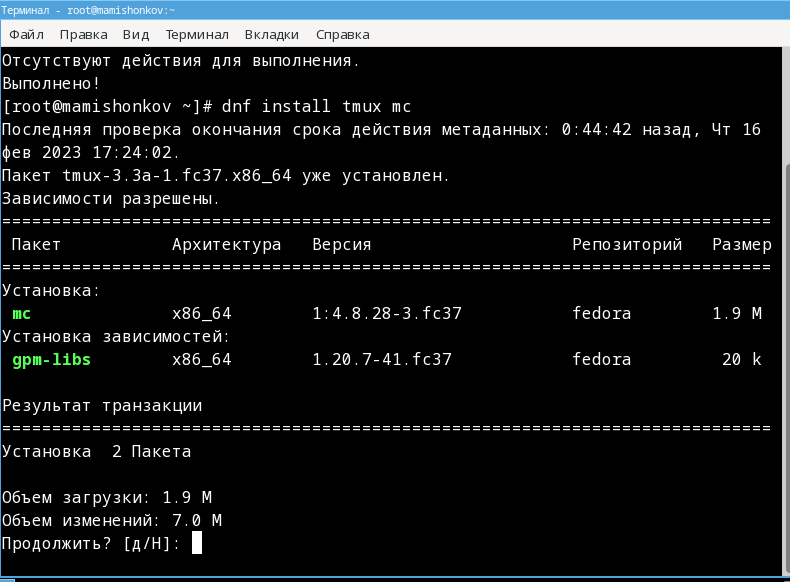 Терминал - root@mamishonkov:~
Файл Правка Вид Терминал Вкладки Справка
Отсутствуют действия для выполнения.
Выполнено!
[root@mamishonkov ~]# dnf install tmux mc
Последняя проверка окончания срока действия метаданных: 0:44:42 назад, Чт 16
фев 2023 17:24:02.
Пакет tmux-3.3a-1.fc37.x86_64 уже установлен.
Зависимости разрешены.
=============================================================================
Пакет Архитектура Версия Репозиторий Размер
=============================================================================
Установка:
mc x86_64 1:4.8.28-3.fc37 fedora 1.9 M
Установка зависимостей:
gpm-libs x86_64 1.20.7-41.fc37 fedora 20 k
Результат транзакции
=============================================================================
Установка 2 Пакета
Объем загрузки: 1.9 M
Объем изменений: 7.0 M
Продолжить? [д/Н]: